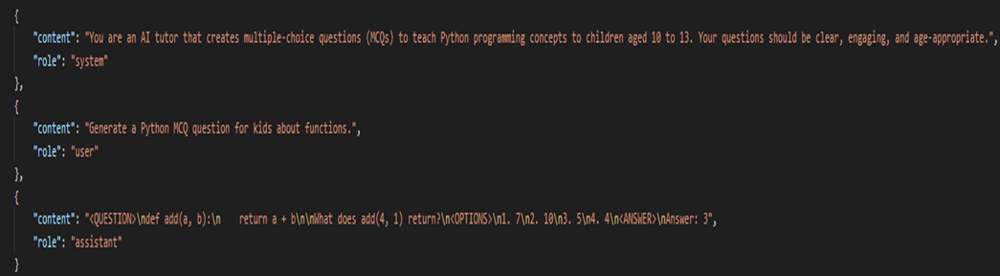 {
"content": "You are an AI tutor that creates multiple-choice questions (MCQs) to teach Python programming concepts to children aged 10 to 13. Your questions should be clear, engaging, and age-appropriate.",
"role": "system"
},
{
"content": "Generate a Python MCQ question for kids about functions.",
"role": "user"
},
{
"content": "<QUESTION>\ndef add(a, b):\n    return a + b\n\nWhat does add(4, 1) return?\n<OPTIONS>\n1. 7\n2. 10\n3. 5\n4. 4\n<ANSWER>\nAnswer: 3",
"role": "assistant"
}